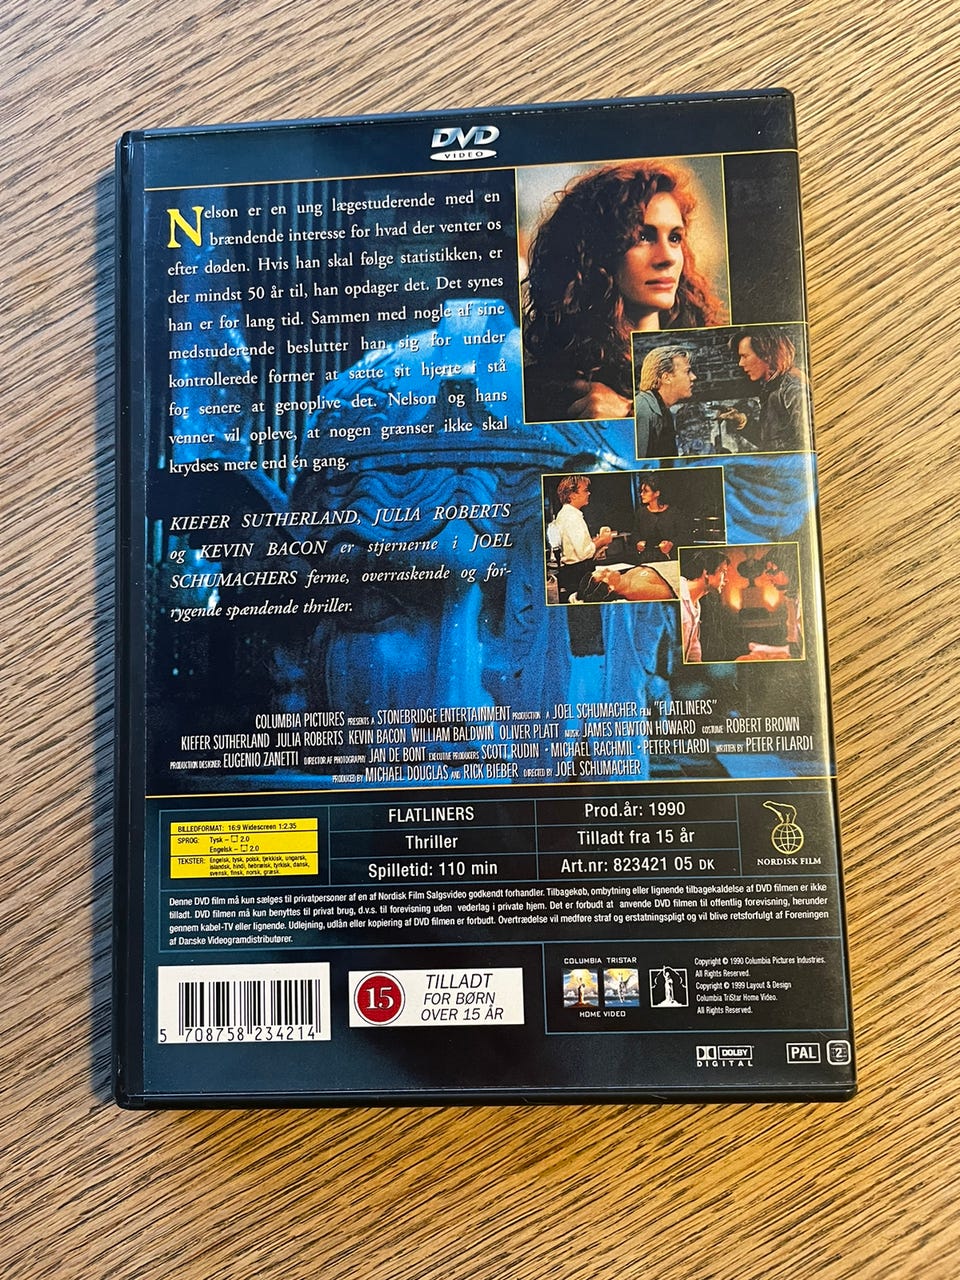 DVD
VIDEO
Nelson er en ung lægestuderende med en
brændende interesse for hvad der venter os
efter døden. Hvis han skal følge statistikken, er
der mindst 50 år til, han opdager det. Det synes
han er for lang tid. Sammen med nogle af sine
medstuderende beslutter han sig for under
kontrollerede former at sætte sit hjerte i stå
for senere at genoplive det. Nelson og hans
venner vil opleve, at nogen grænser ikke skal
krydses mere end én gang.
KIEFER SUTHERLAND, JULIA ROBERTS
og KEVIN BACON er stjernerne i JOEL
SCHUMACHERS ferme, overraskende og for-
rygende spændende thriller.
COLUMBIA PICTURES PRESENTS A STONEBRIDGE ENTERTAINMENT PRODUCTION A JOEL SCHUMACHER FILM "FLATLINERS"
KIEFER SUTHERLAND JULIA ROBERTS KEVIN BACON WILLIAM BALDWIN OLIVER PLATT MUSIK JAMES NEWTON HOWARD COSTUME ROBERT BROWN
PRODUCTION DESIGNER EUGENIO ZANETTI DIRECTOR OF PHOTOGRAPHY JAN DE BONT EXECUTIVE PRODUCERS SCOTT RUDIN · MICHAEL RACHMIL · PETER FILARDI WRITTEN BY PETER FILARDI
PRODUCED BY MICHAEL DOUGLAS AND RICK BIEBER DIRECTED BY JOEL SCHUMACHER
BILLEDFORMAT: 16:9 Widescreen 1:2.35
SPROG: Tysk – 2.0
Engelsk – 2.0
TEKSTER: Engelsk, tysk, polsk, tjekkisk, ungarsk,
islandsk, hindi, hebraisk, tyrkisk, dansk,
svensk, finsk, norsk, græsk.
FLATLINERS
Thriller
Spilletid: 110 min
Prod.år: 1990
Tilladt fra 15 år
Art.nr: 823421 05 DK
NORDISK FILM
Denne DVD film må kun sælges til privatpersoner af en af Nordisk Film Salgsvideo godkendt forhandler. Tilbagekøb, ombytning eller lignende tilbagekaldelse af DVD filmen er ikke
tilladt. DVD filmen må kun benyttes til privat brug, d.v.s. til forevisning uden vederlag i private hjem. Det er forbudt at anvende DVD filmen til offentlig forevisning, herunder
gennem kabel-TV eller lignende. Udlejning, udlån eller kopiering af DVD filmen er forbudt. Overtrædelse vil medføre straf og erstatningspligt og vil blive retsforfulgt af Foreningen
af Danske Videogramdistributører.
5 708758 234214
15
TILLADT
FOR BØRN
OVER 15 ÅR
COLUMBIA TRISTAR
HOME VIDEO
Copyright © 1990 Columbia Pictures Industries.
All Rights Reserved.
Copyright © 1999 Layout & Design
Columbia TriStar Home Video.
All Rights Reserved.
DOLBY
DIGITAL
PAL
2